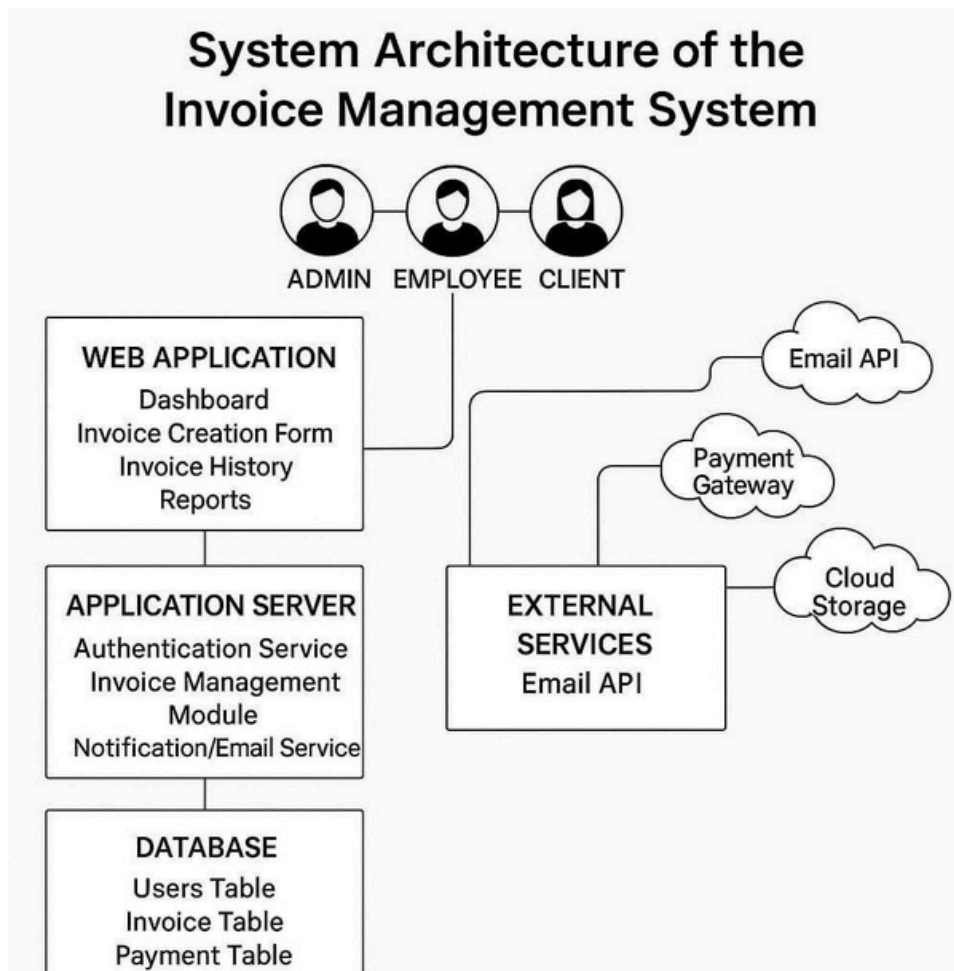 System Architecture of the
Invoice Management System
ADMIN
EMPLOYEE
CLIENT
WEB APPLICATION
Dashboard
Invoice Creation Form
Invoice History
Reports
Email API
Payment
Gateway
Cloud
Storage
APPLICATION SERVER
Authentication Service
Invoice Management
Module
Notification/Email Service
EXTERNAL
SERVICES
Email API
DATABASE
Users Table
Invoice Table
Payment Table